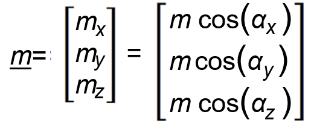 m = [m_x m_y m_z] = [m cos(α_x) m cos(α_y) m cos(α_z)]